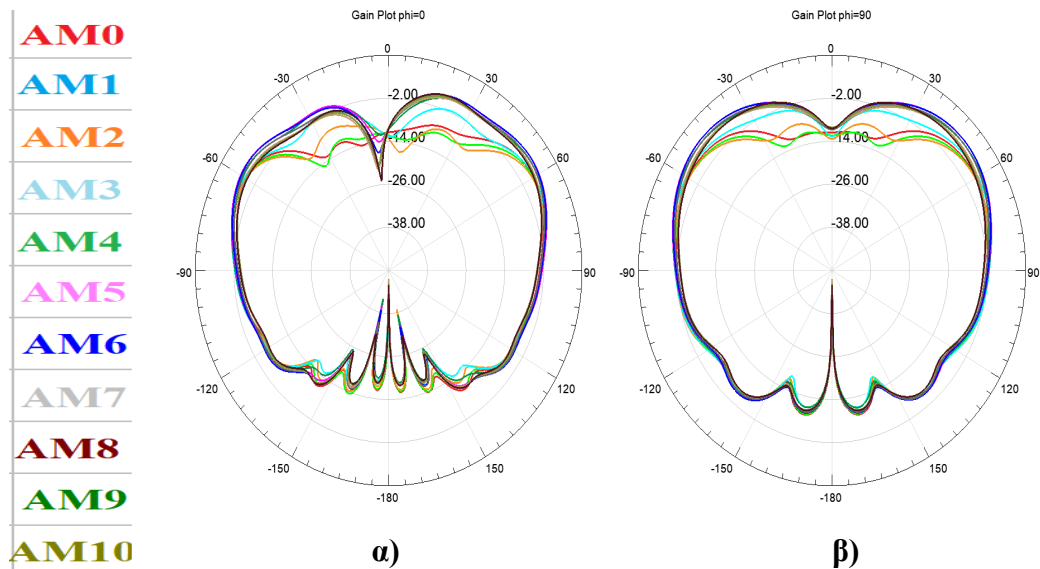 AM0
AM1
AM2
AM3
AM4
AM5
AM6
AM7
AM8
AM9
AM10
Gain Plot phi=0
0
30
60
90
120
150
-180
-150
-120
-90
-60
-30
-2.00
-14.00
-26.00
-38.00
α)
Gain Plot phi=90
0
30
60
90
120
150
-180
-150
-120
-90
-60
-30
-2.00
-14.00
-26.00
-38.00
β)